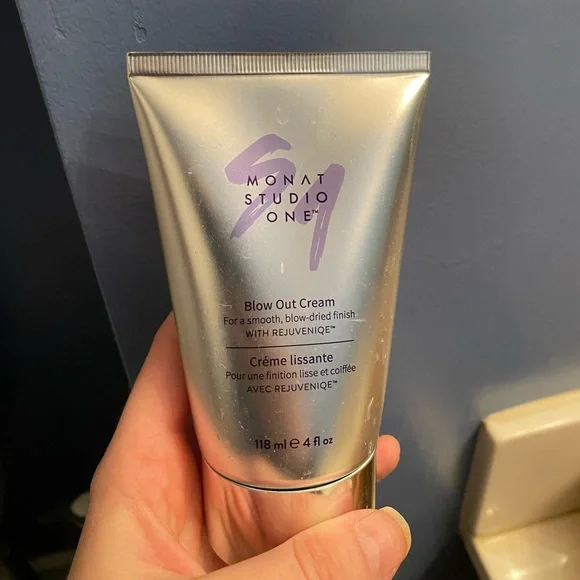 S1
MONAT
STUDIO
ONE™
Blow Out Cream
For a smooth, blow-dried finish
WITH REJUVENIQE™
Créme lissante
Pour une finition lisse et coiffée
AVEC REJUVENIQE™
118 ml ℮ 4 fl oz